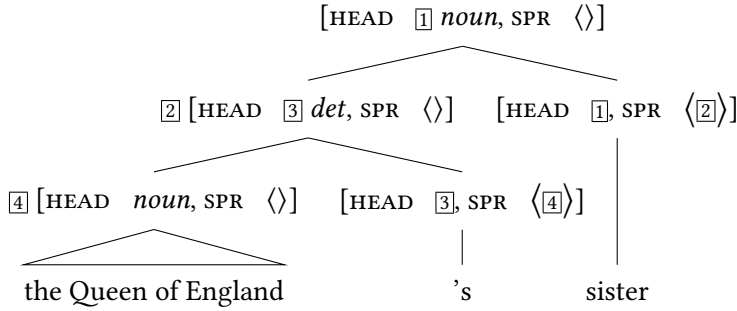 [HEAD 1 noun, SPR ⟨⟩]
2 [HEAD 3 det, SPR ⟨⟩] [HEAD 1, SPR ⟨2⟩]
4 [HEAD noun, SPR ⟨⟩] [HEAD 3, SPR ⟨4⟩]
the Queen of England 's sister